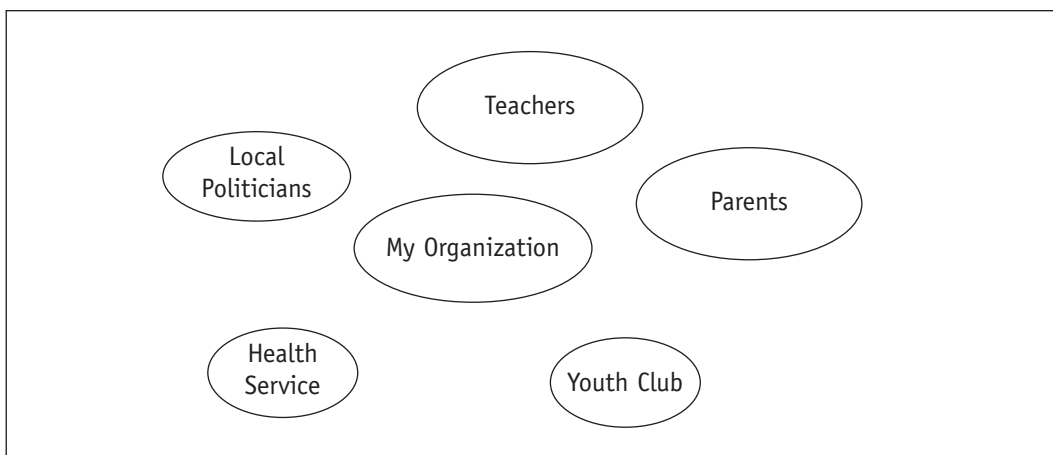 Teachers
Local
Politicians
Parents
My Organization
Health
Service
Youth Club